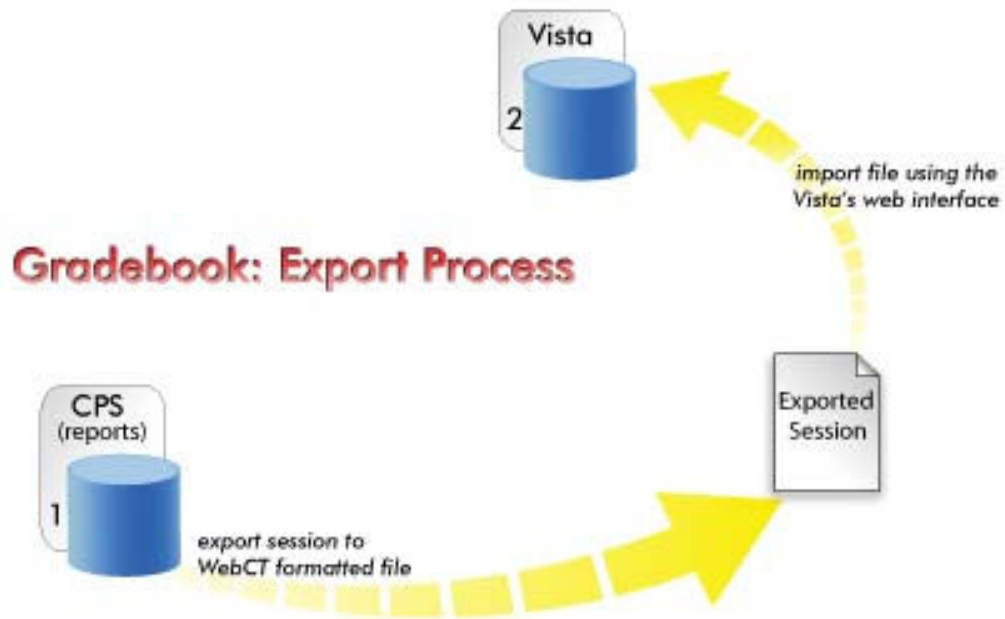 Vista
2
import file using the
Vista's web interface
Gradebook: Export Process
Exported
Session
CPS
(reports)
1
export session to
WebCT formatted file